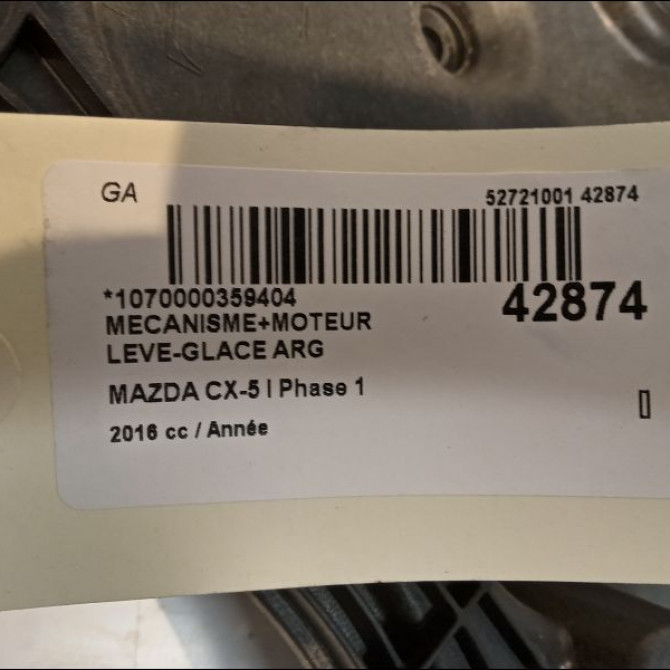 GA
52721001 42874
*1070000359404
42874
MECANISME+MOTEUR
LEVE-GLACE ARG
MAZDA CX-5 I Phase 1
2016 cc / Année